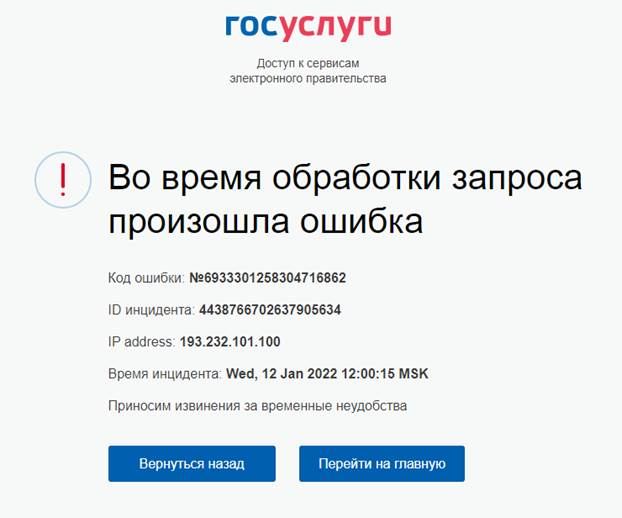 госуслуги
Доступ к сервисам
электронного правительства
!
Во время обработки запроса
произошла ошибка
Код ошибки: №6933301258304716862
ID инцидента: 4438766702637905634
IP address: 193.232.101.100
Время инцидента: Wed, 12 Jan 2022 12:00:15 MSK
Приносим извинения за временные неудобства
Вернуться назад
Перейти на главную